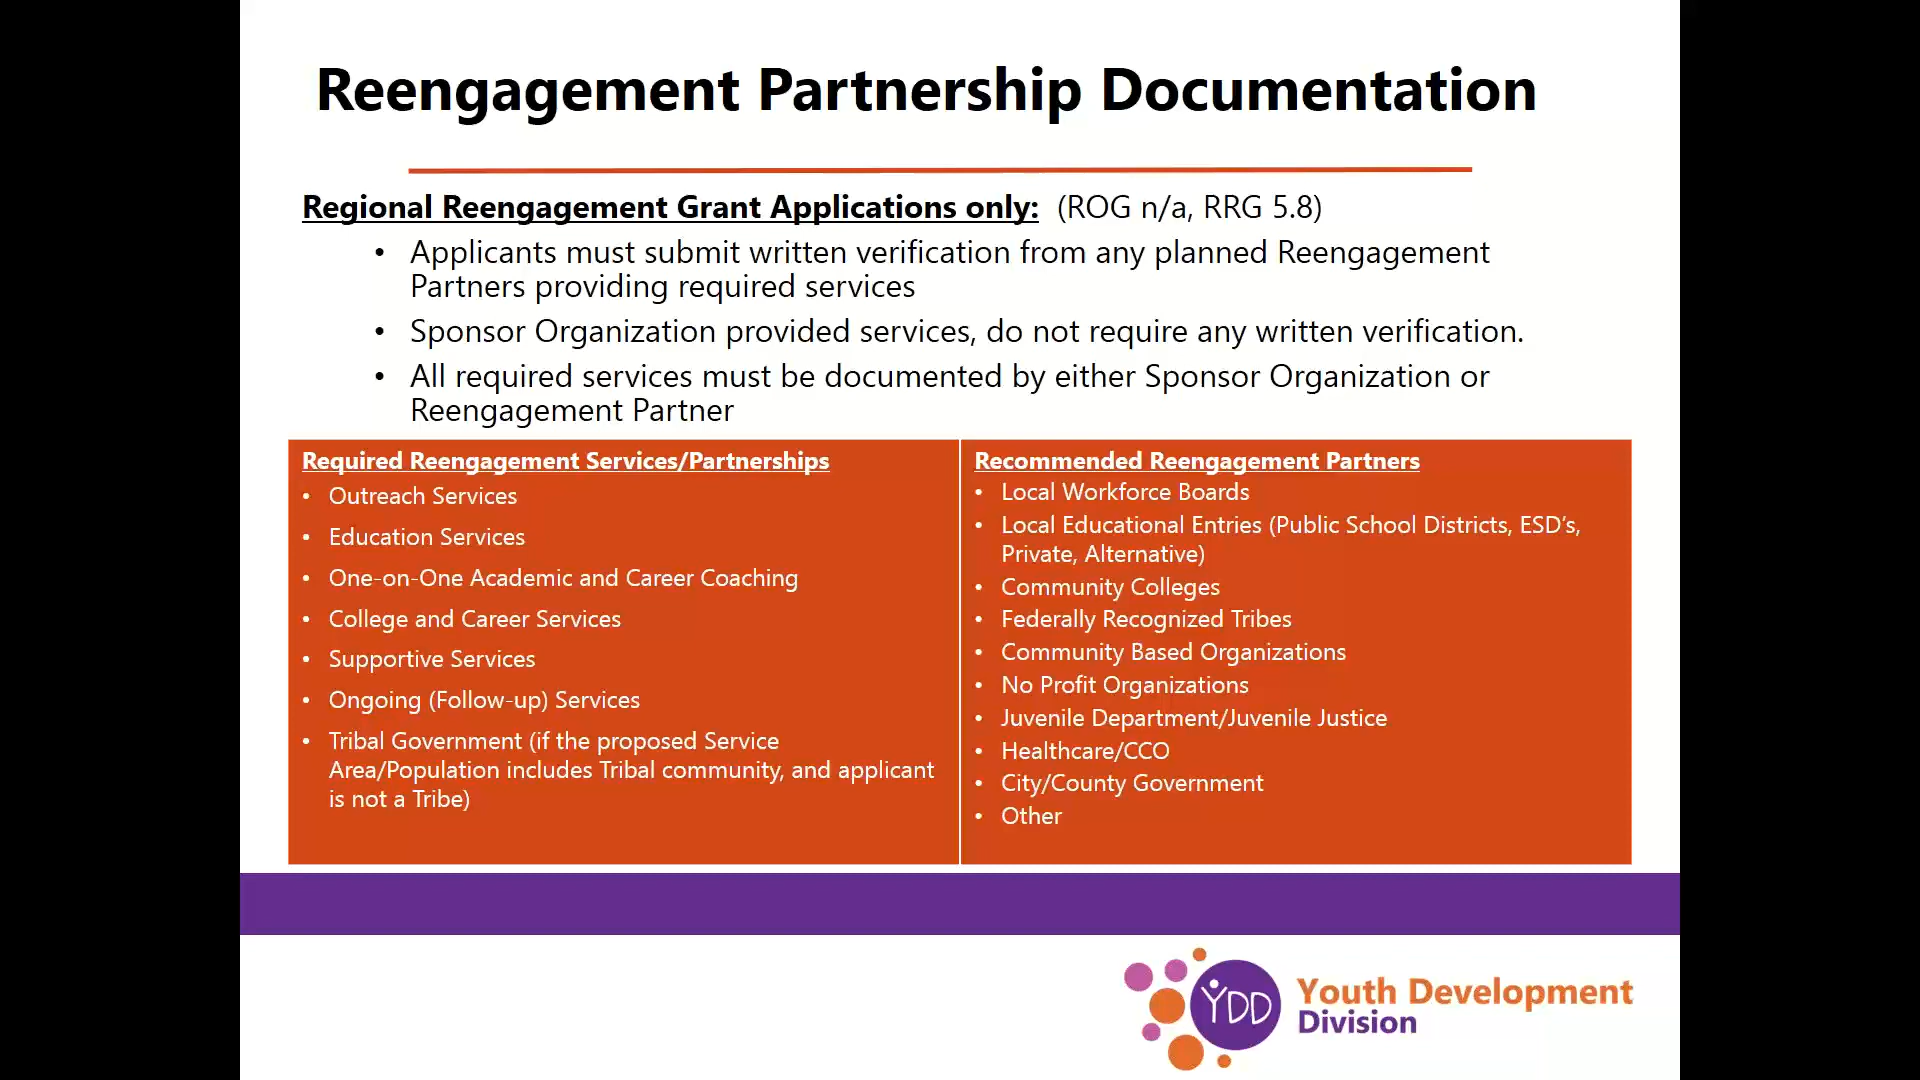 Reengagement Partnership Documentation
Regional Reengagement Grant Applications only: (ROG n/a, RRG 5.8)
• Applicants must submit written verification from any planned Reengagement
Partners providing required services
• Sponsor Organization provided services, do not require any written verification.
• All required services must be documented by either Sponsor Organization or
Reengagement Partner
Required Reengagement Services/Partnerships
• Outreach Services
• Education Services
• One-on-One Academic and Career Coaching
• College and Career Services
• Supportive Services
• Ongoing (Follow-up) Services
• Tribal Government (if the proposed Service
Area/Population includes Tribal community, and applicant
is not a Tribe)
Recommended Reengagement Partners
• Local Workforce Boards
• Local Educational Entries (Public School Districts, ESD's,
Private, Alternative)
• Community Colleges
• Federally Recognized Tribes
• Community Based Organizations
• No Profit Organizations
• Juvenile Department/Juvenile Justice
• Healthcare/CCO
• City/County Government
• Other
YDD
Youth Development
Division